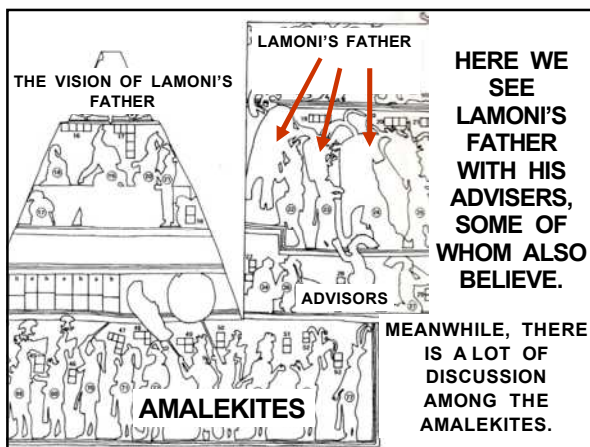 LAMONI'S FATHER
THE VISION OF LAMONI'S
FATHER
HERE WE
SEE
LAMONI'S
FATHER
WITH HIS
ADVISERS,
SOME OF
WHOM ALSO
BELIEVE.
ADVISORS
MEANWHILE, THERE
IS A LOT OF
DISCUSSION
AMONG THE
AMALEKITES.
AMALEKITES